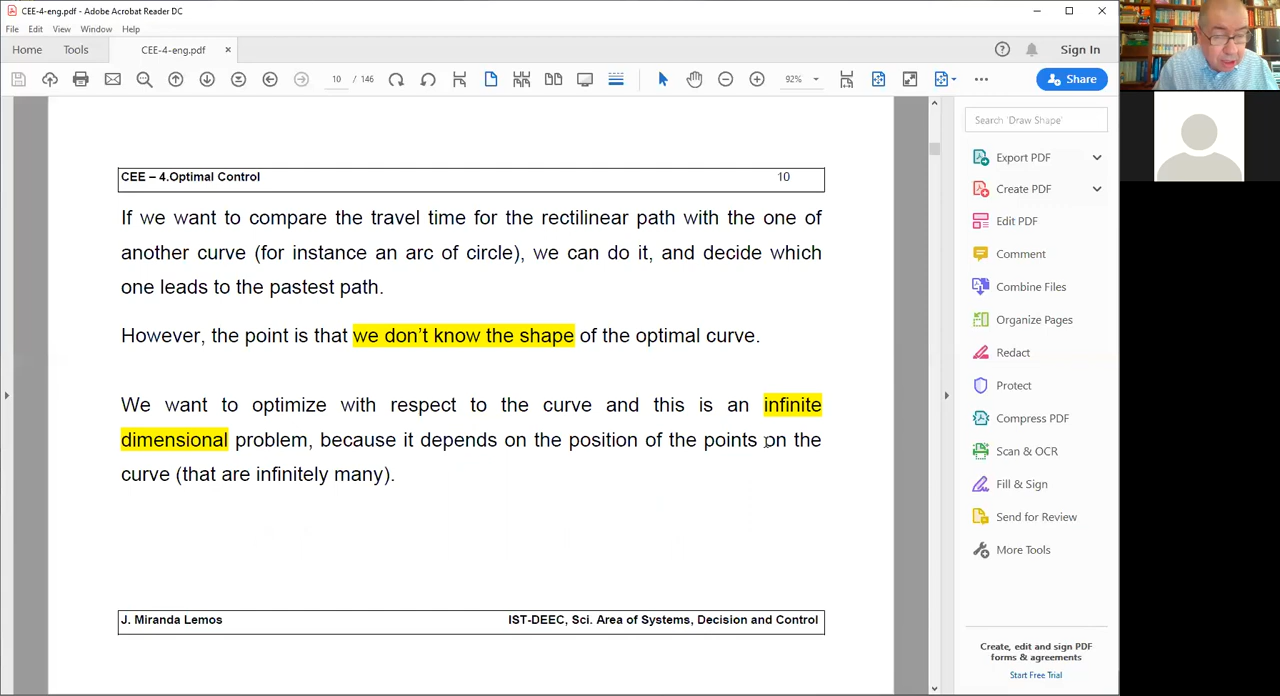 CEE-4-eng.pdf - Adobe Acrobat Reader DC
File Edit View Window Help
Home Tools CEE-4-eng.pdf × Sign In
10 / 146 92% Share
Search 'Draw Shape'
Export PDF
Create PDF
Edit PDF
Comment
Combine Files
Organize Pages
Redact
Protect
Compress PDF
Scan & OCR
Fill & Sign
Send for Review
More Tools
Create, edit and sign PDF
forms & agreements
Start Free Trial
CEE – 4.Optimal Control 10
If we want to compare the travel time for the rectilinear path with the one of
another curve (for instance an arc of circle), we can do it, and decide which
one leads to the pastest path.
However, the point is that we don't know the shape of the optimal curve.
We want to optimize with respect to the curve and this is an infinite
dimensional problem, because it depends on the position of the points on the
curve (that are infinitely many).
J. Miranda Lemos IST-DEEC, Sci. Area of Systems, Decision and Control